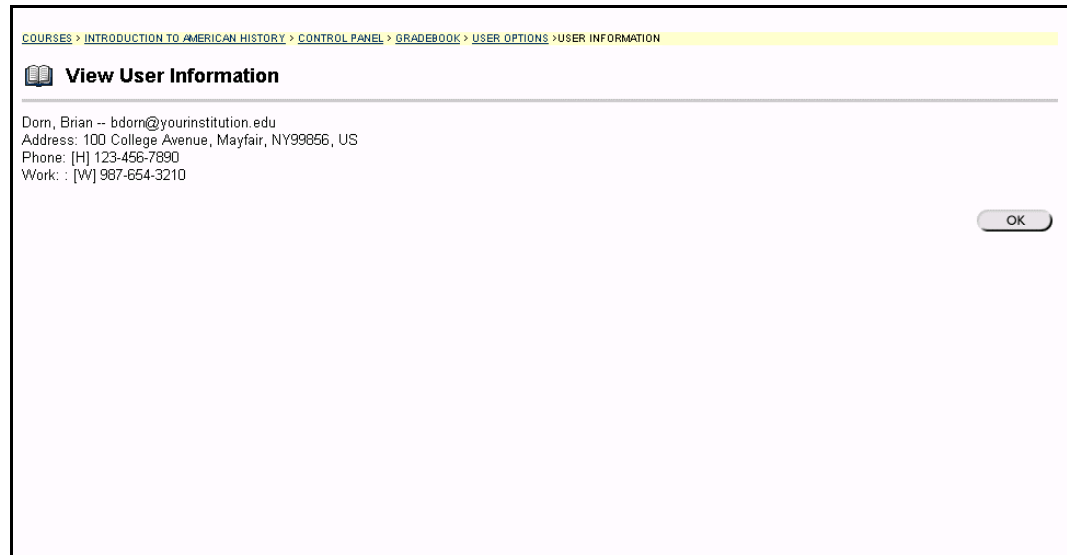 COURSES > INTRODUCTION TO AMERICAN HISTORY > CONTROL PANEL > GRADEBOOK > USER OPTIONS >USER INFORMATION
View User Information
Dorn, Brian -- bdorn@yourinstitution.edu
Address: 100 College Avenue, Mayfair, NY99856, US
Phone: [H] 123-456-7890
Work: : [W] 987-654-3210
OK